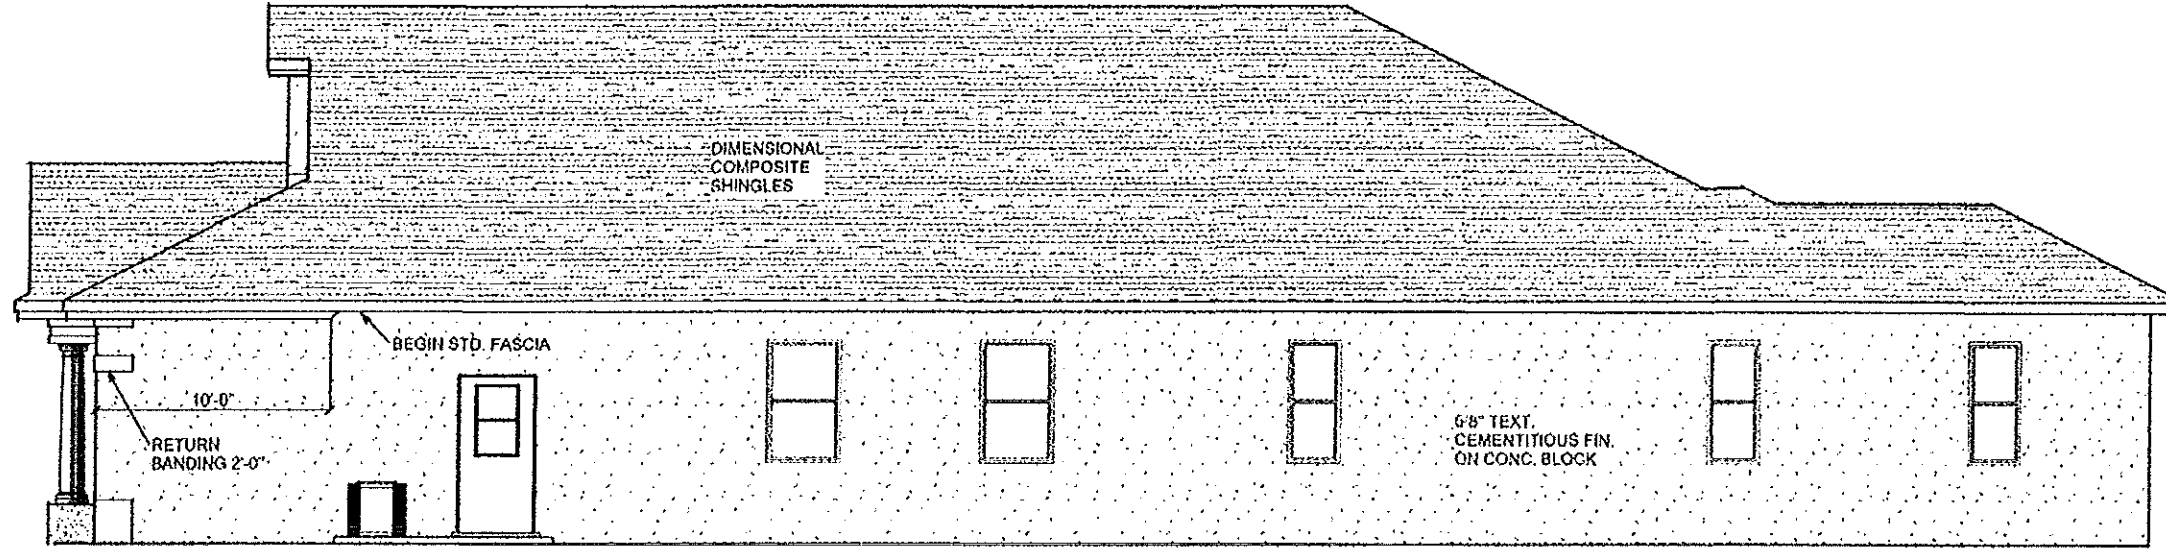 DIMENSIONAL
COMPOSITE
SHINGLES
BEGIN STD. FASCIA
10'-0"
RETURN
BANDING 2'-0"
5/8" TEXT.
CEMENTITIOUS FIN.
ON CONC. BLOCK